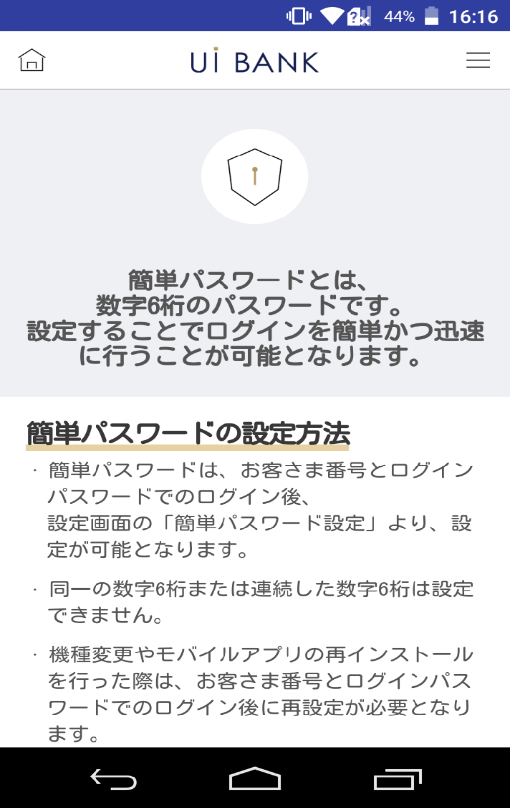 44% 16:16
UI BANK
簡単パスワードとは、
数字6桁のパスワードです。
設定することでログインを簡単かつ迅速
に行うことが可能となります。
簡単パスワードの設定方法
・簡単パスワードは、お客さま番号とログイン
パスワードでのログイン後、
設定画面の「簡単パスワード設定」より、設
定が可能となります。
・同一の数字6桁または連続した数字6桁は設定
できません。
・機種変更やモバイルアプリの再インストール
を行った際は、お客さま番号とログインパス
ワードでのログイン後に再設定が必要となり
ます。